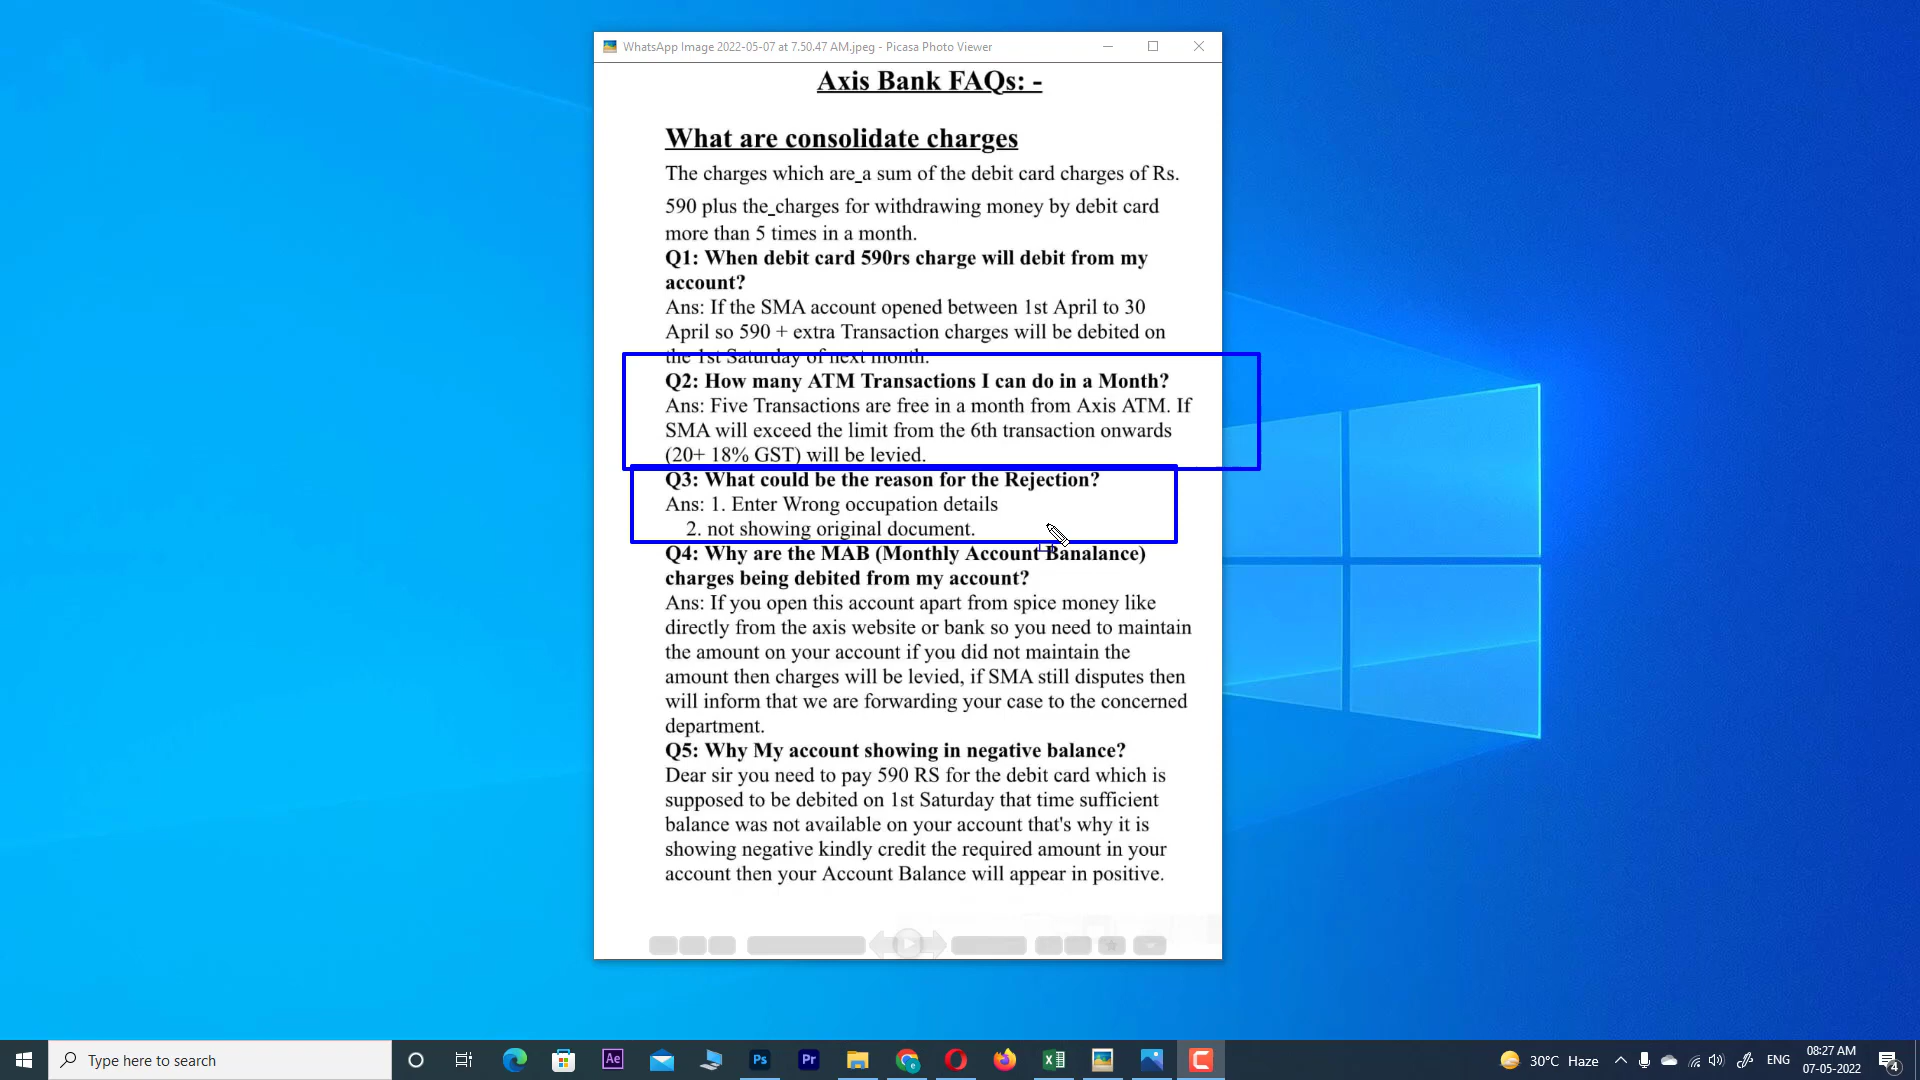 WhatsApp Image 2022-05-07 at 7.50.47 AM.jpeg - Picasa Photo Viewer
Axis Bank FAQs: -
What are consolidate charges
The charges which are a sum of the debit card charges of Rs.
590 plus the charges for withdrawing money by debit card
more than 5 times in a month.
Q1: When debit card 590rs charge will debit from my
account?
Ans: If the SMA account opened between 1st April to 30
April so 590 + extra Transaction charges will be debited on
the 1st Saturday of next month.
Q2: How many ATM Transactions I can do in a Month?
Ans: Five Transactions are free in a month from Axis ATM. If
SMA will exceed the limit from the 6th transaction onwards
(20+ 18% GST) will be levied.
Q3: What could be the reason for the Rejection?
Ans: 1. Enter Wrong occupation details
2. not showing original document.
Q4: Why are the MAB (Monthly Account Banalance)
charges being debited from my account?
Ans: If you open this account apart from spice money like
directly from the axis website or bank so you need to maintain
the amount on your account if you did not maintain the
amount then charges will be levied, if SMA still disputes then
will inform that we are forwarding your case to the concerned
department.
Q5: Why My account showing in negative balance?
Dear sir you need to pay 590 RS for the debit card which is
supposed to be debited on 1st Saturday that time sufficient
balance was not available on your account that's why it is
showing negative kindly credit the required amount in your
account then your Account Balance will appear in positive.
Type here to search
Ae
Ps
Pr
30°C Haze
ENG
08:27 AM
07-05-2022
4